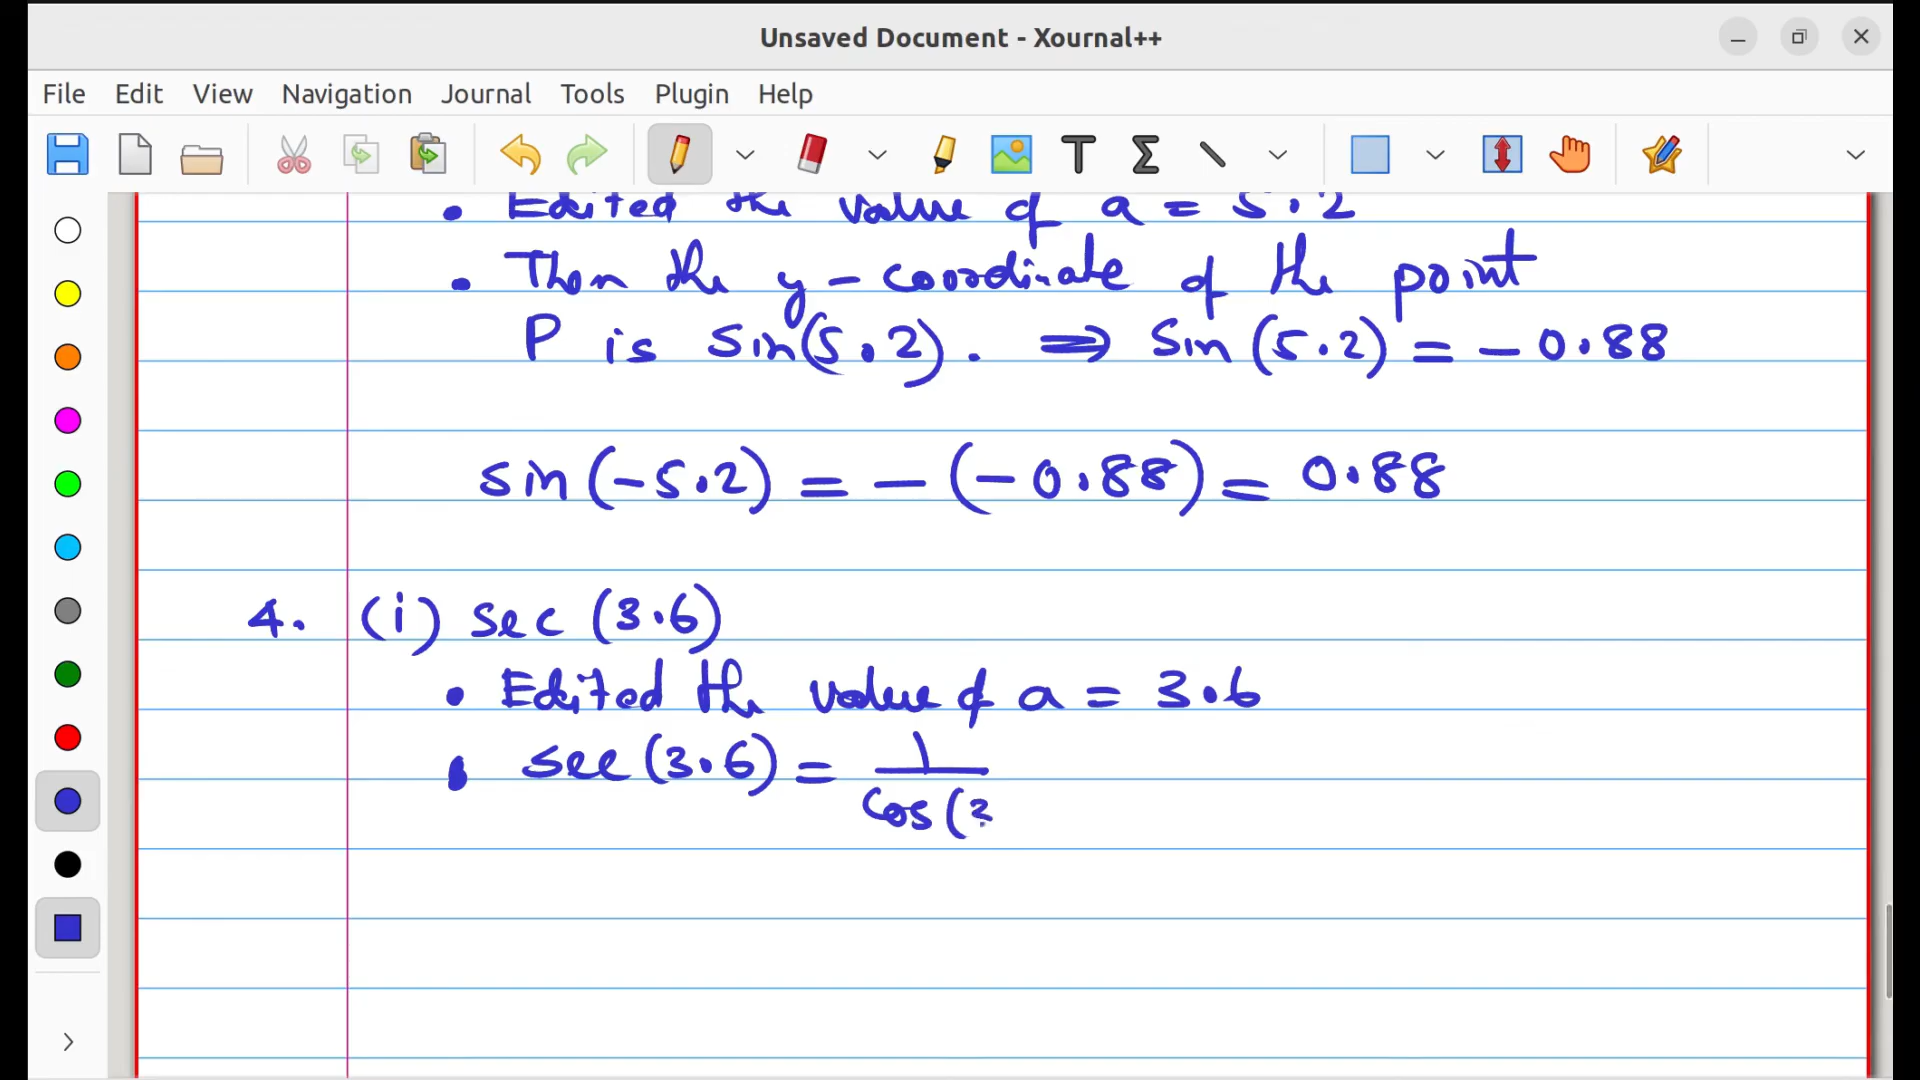 Unsaved Document - Xournal++
File Edit View Navigation Journal Tools Plugin Help
• Edited the value of a = 5.2
• Then the y-coordinate of the point
P is sin(5.2). ⟹ Sin(5.2) = -0.88
sin(-5.2) = -(-0.88) = 0.88
4. (i) sec(3.6)
• Edited the value of a = 3.6
• sec(3.6) = 1
cos(3